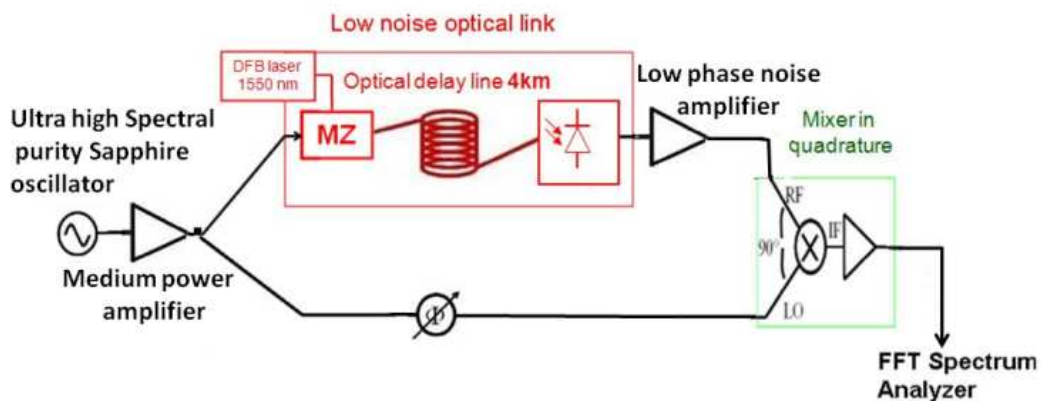 Low noise optical link
DFB laser
1550 nm
Optical delay line 4km
MZ
Low phase noise
amplifier
Mixer in
quadrature
Ultra high Spectral
purity Sapphire
oscillator
Medium power
amplifier
RF
90°
IF
LO
Φ
FFT Spectrum
Analyzer